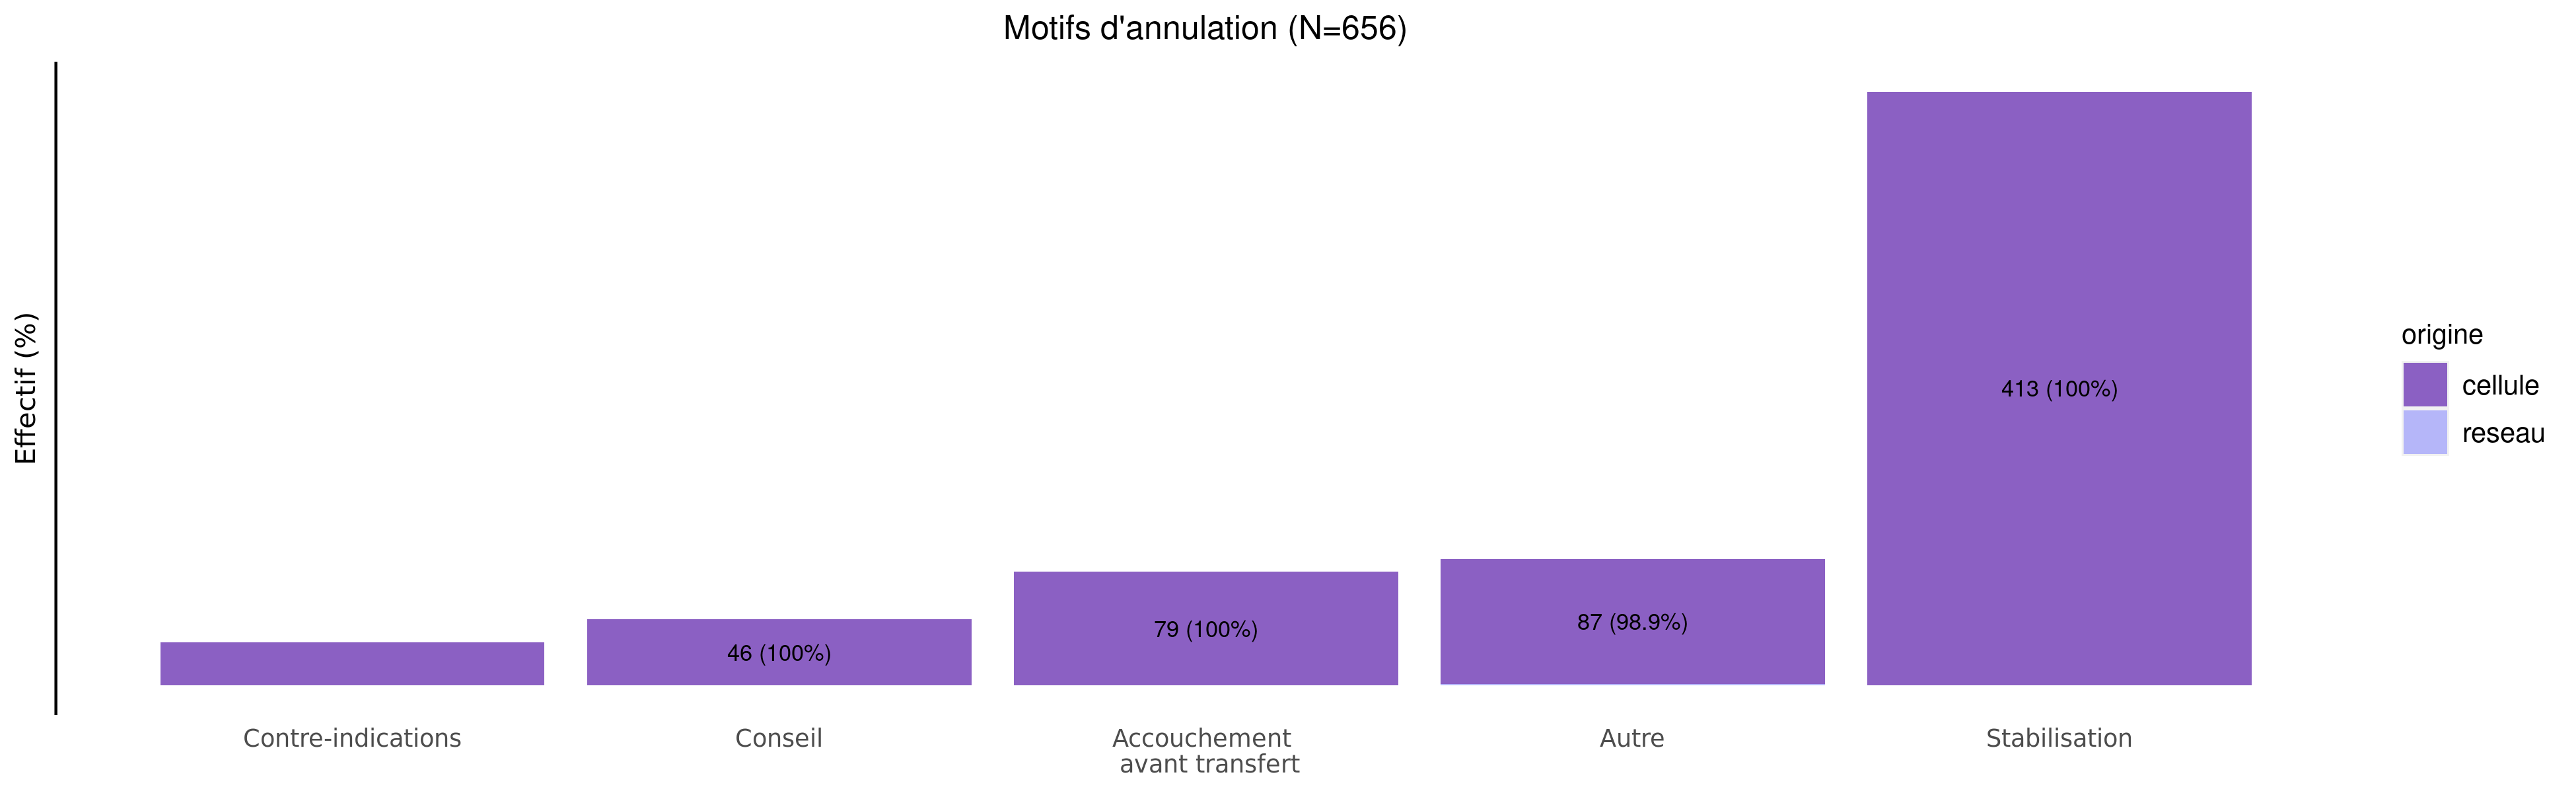 Motifs d'annulation (N=656)
Effectif (%)
413 (100%)
87 (98.9%)
79 (100%)
46 (100%)
Contre-indications
Conseil
Accouchement
avant transfert
Autre
Stabilisation
origine
cellule
reseau